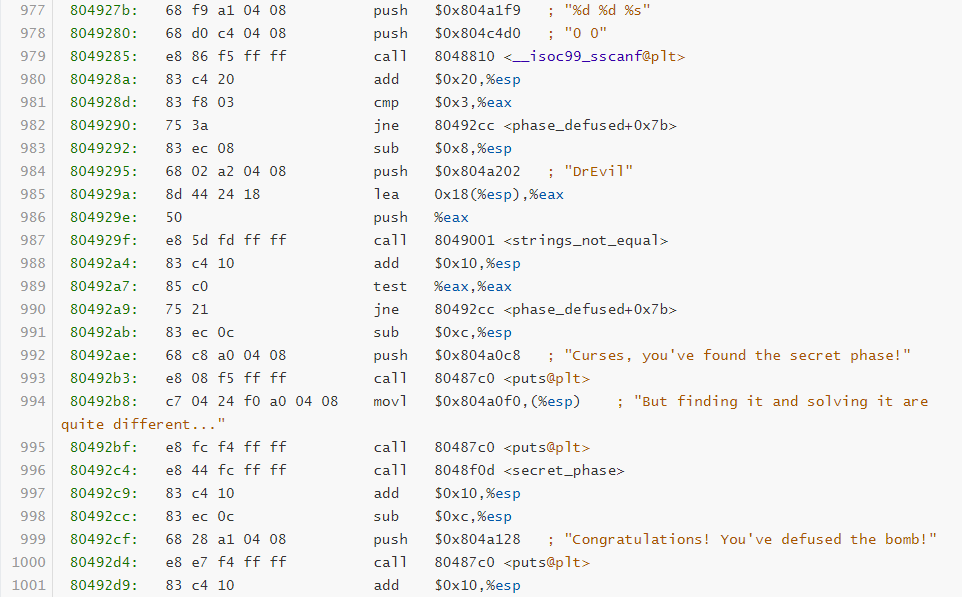 977 804927b: 68 f9 a1 04 08 push $0x804a1f9 ; "%d %d %s"
978 8049280: 68 d0 c4 04 08 push $0x804c4d0 ; "0 0"
979 8049285: e8 86 f5 ff ff call 8048810 <__isoc99_sscanf@plt>
980 804928a: 83 c4 20 add $0x20,%esp
981 804928d: 83 f8 03 cmp $0x3,%eax
982 8049290: 75 3a jne 80492cc <phase_defused+0x7b>
983 8049292: 83 ec 08 sub $0x8,%esp
984 8049295: 68 02 a2 04 08 push $0x804a202 ; "DrEvil"
985 804929a: 8d 44 24 18 lea 0x18(%esp),%eax
986 804929e: 50 push %eax
987 804929f: e8 5d fd ff ff call 8049001 <strings_not_equal>
988 80492a4: 83 c4 10 add $0x10,%esp
989 80492a7: 85 c0 test %eax,%eax
990 80492a9: 75 21 jne 80492cc <phase_defused+0x7b>
991 80492ab: 83 ec 0c sub $0xc,%esp
992 80492ae: 68 c8 a0 04 08 push $0x804a0c8 ; "Curses, you've found the secret phase!"
993 80492b3: e8 08 f5 ff ff call 80487c0 <puts@plt>
994 80492b8: c7 04 24 f0 a0 04 08 movl $0x804a0f0,(%esp) ; "But finding it and solving it are
quite different..."
995 80492bf: e8 fc f4 ff ff call 80487c0 <puts@plt>
996 80492c4: e8 44 fc ff ff call 8048f0d <secret_phase>
997 80492c9: 83 c4 10 add $0x10,%esp
998 80492cc: 83 ec 0c sub $0xc,%esp
999 80492cf: 68 28 a1 04 08 push $0x804a128 ; "Congratulations! You've defused the bomb!"
1000 80492d4: e8 e7 f4 ff ff call 80487c0 <puts@plt>
1001 80492d9: 83 c4 10 add $0x10,%esp